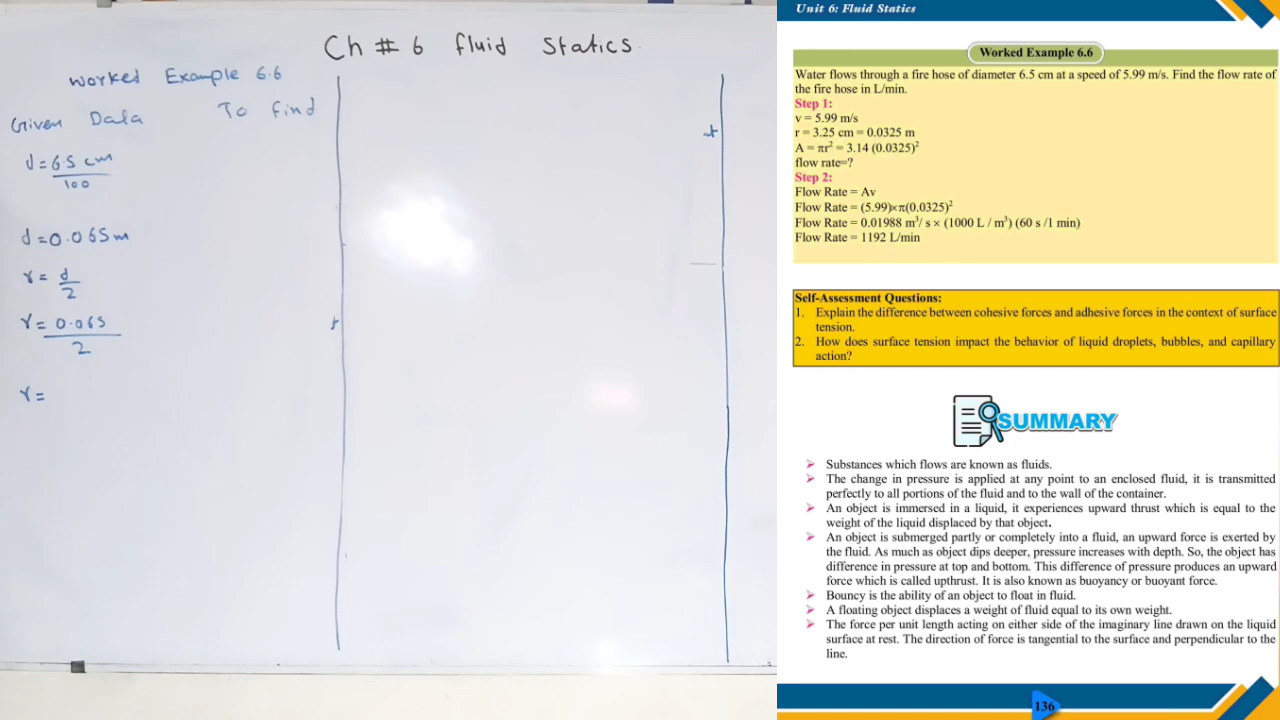 Ch # 6 fluid Statics.
Worked Example 6.6
Given Data To find
d = 6.5 cm
100
d = 0.065m
r = d
2
r = 0.065
2
r =
Unit 6: Fluid Statics
Worked Example 6.6
Water flows through a fire hose of diameter 6.5 cm at a speed of 5.99 m/s. Find the flow rate of
the fire hose in L/min.
Step 1:
v = 5.99 m/s
r = 3.25 cm = 0.0325 m
A = πr² = 3.14 (0.0325)²
flow rate=?
Step 2:
Flow Rate = Av
Flow Rate = (5.99)×π(0.0325)²
Flow Rate = 0.01988 m³/ s × (1000 L / m³) (60 s /1 min)
Flow Rate = 1192 L/min
Self-Assessment Questions:
1. Explain the difference between cohesive forces and adhesive forces in the context of surface
tension.
2. How does surface tension impact the behavior of liquid droplets, bubbles, and capillary
action?
SUMMARY
➢ Substances which flows are known as fluids.
➢ The change in pressure is applied at any point to an enclosed fluid, it is transmitted
perfectly to all portions of the fluid and to the wall of the container.
➢ An object is immersed in a liquid, it experiences upward thrust which is equal to the
weight of the liquid displaced by that object.
➢ An object is submerged partly or completely into a fluid, an upward force is exerted by
the fluid. As much as object dips deeper, pressure increases with depth. So, the object has
difference in pressure at top and bottom. This difference of pressure produces an upward
force which is called upthrust. It is also known as buoyancy or buoyant force.
➢ Bouncy is the ability of an object to float in fluid.
➢ A floating object displaces a weight of fluid equal to its own weight.
➢ The force per unit length acting on either side of the imaginary line drawn on the liquid
surface at rest. The direction of force is tangential to the surface and perpendicular to the
line.
136